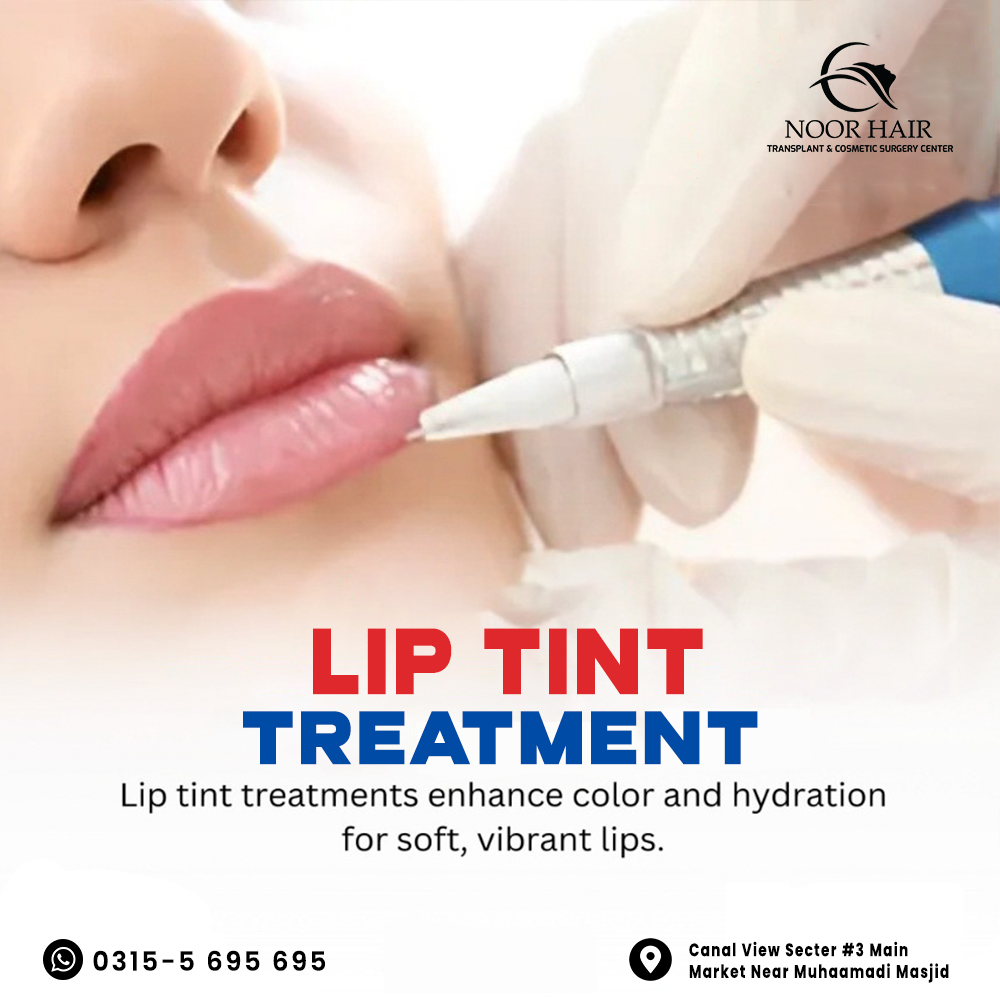 NOOR HAIR
TRANSPLANT & COSMETIC SURGERY CENTER
LIP TINT
TREATMENT
Lip tint treatments enhance color and hydration
for soft, vibrant lips.
0315-5 695 695
Canal View Secter #3 Main
Market Near Muhaamadi Masjid